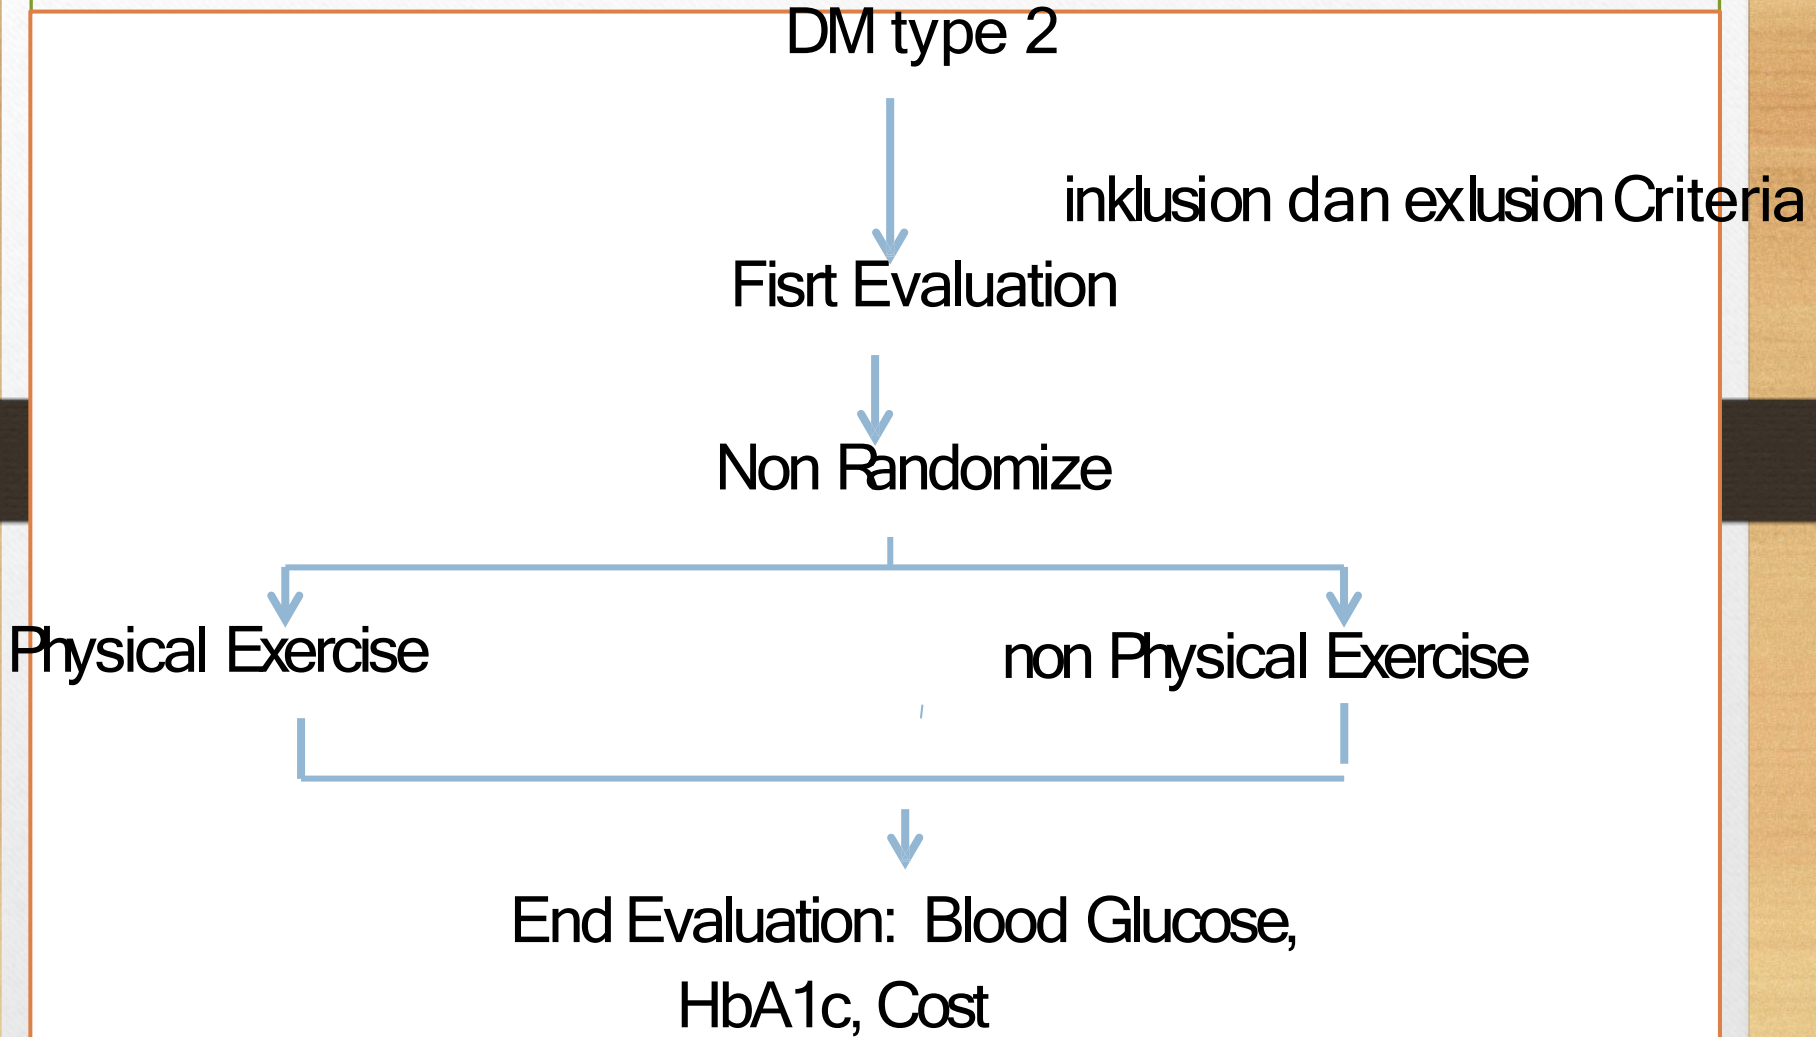 DM type 2
inklusion dan exlusion Criteria
Fisrt Evaluation
Non Randomize
Physical Exercise
non Physical Exercise
End Evaluation: Blood Glucose,
HbA1c, Cost